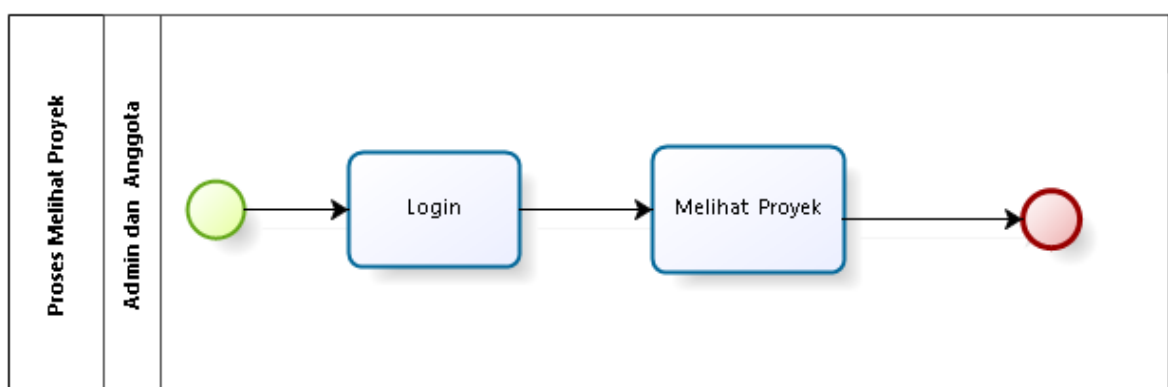 Proses Melihat Proyek
Admin dan Anggota
Login
Melihat Proyek